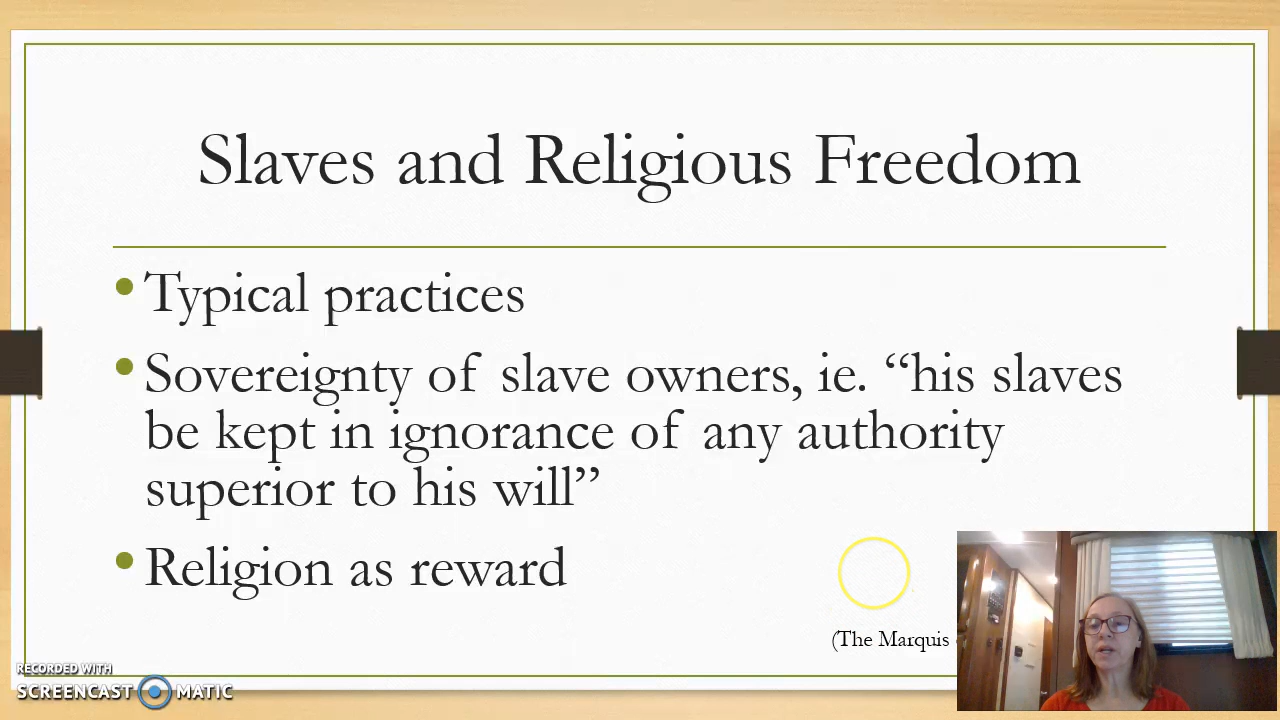 Slaves and Religious Freedom
• Typical practices
• Sovereignty of slave owners, ie. “his slaves
be kept in ignorance of any authority
superior to his will”
• Religion as reward
(The Marquis
RECORDED WITH
SCREENCAST MATIC